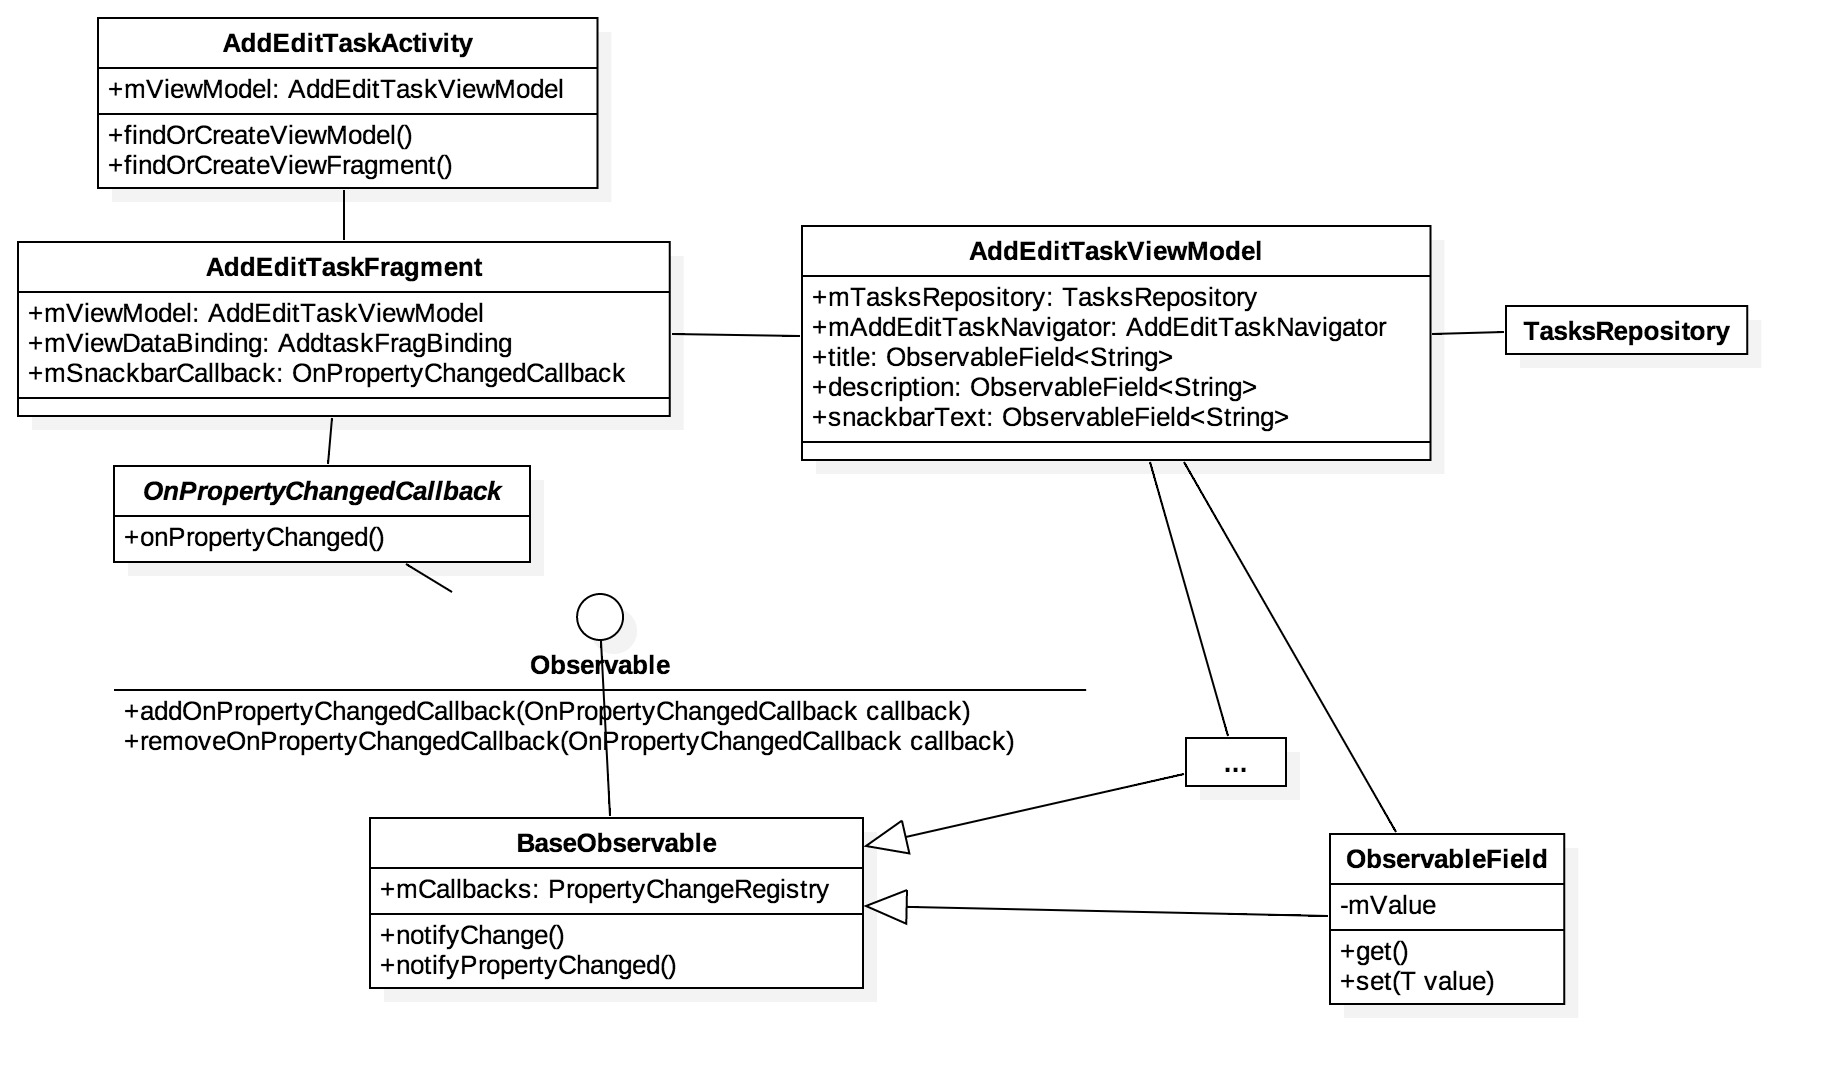 AddEditTaskActivity
+mViewModel: AddEditTaskViewModel
+findOrCreateViewModel()
+findOrCreateViewFragment()
AddEditTaskFragment
+mViewModel: AddEditTaskViewModel
+mViewDataBinding: AddtaskFragBinding
+mSnackbarCallback: OnPropertyChangedCallback
AddEditTaskViewModel
+mTasksRepository: TasksRepository
+mAddEditTaskNavigator: AddEditTaskNavigator
+title: ObservableField<String>
+description: ObservableField<String>
+snackbarText: ObservableField<String>
TasksRepository
OnPropertyChangedCallback
+onPropertyChanged()
Observable
+addOnPropertyChangedCallback(OnPropertyChangedCallback callback)
+removeOnPropertyChangedCallback(OnPropertyChangedCallback callback)
...
BaseObservable
+mCallbacks: PropertyChangeRegistry
+notifyChange()
+notifyPropertyChanged()
ObservableField
-mValue
+get()
+set(T value)